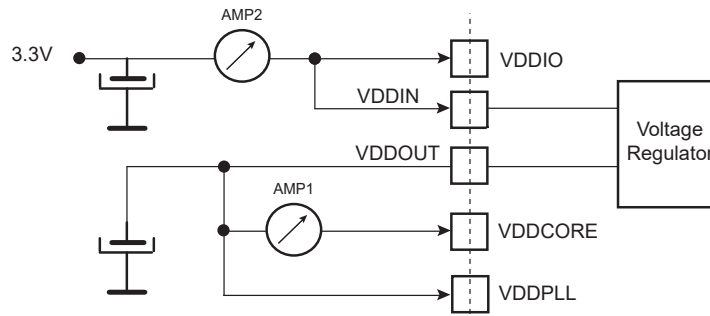 AMP2
3.3V
VDDIO
VDDIN
Voltage
Regulator
VDDOUT
AMP1
VDDCORE
VDDPLL